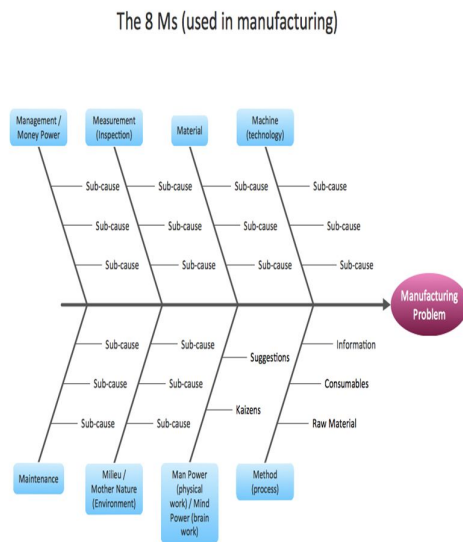 The 8 Ms (used in manufacturing)
Management /
Money Power
Measurement
(Inspection)
Material
Machine
(technology)
Sub-cause
Sub-cause
Sub-cause
Sub-cause
Sub-cause
Sub-cause
Sub-cause
Sub-cause
Sub-cause
Sub-cause
Sub-cause
Sub-cause
Manufacturing
Problem
Sub-cause
Sub-cause
Suggestions
Information
Sub-cause
Sub-cause
Consumables
Kaizens
Sub-cause
Sub-cause
Raw Material
Maintenance
Milieu /
Mother Nature
(Environment)
Man Power
(physical
work) / Mind
Power (brain
work)
Method
(process)